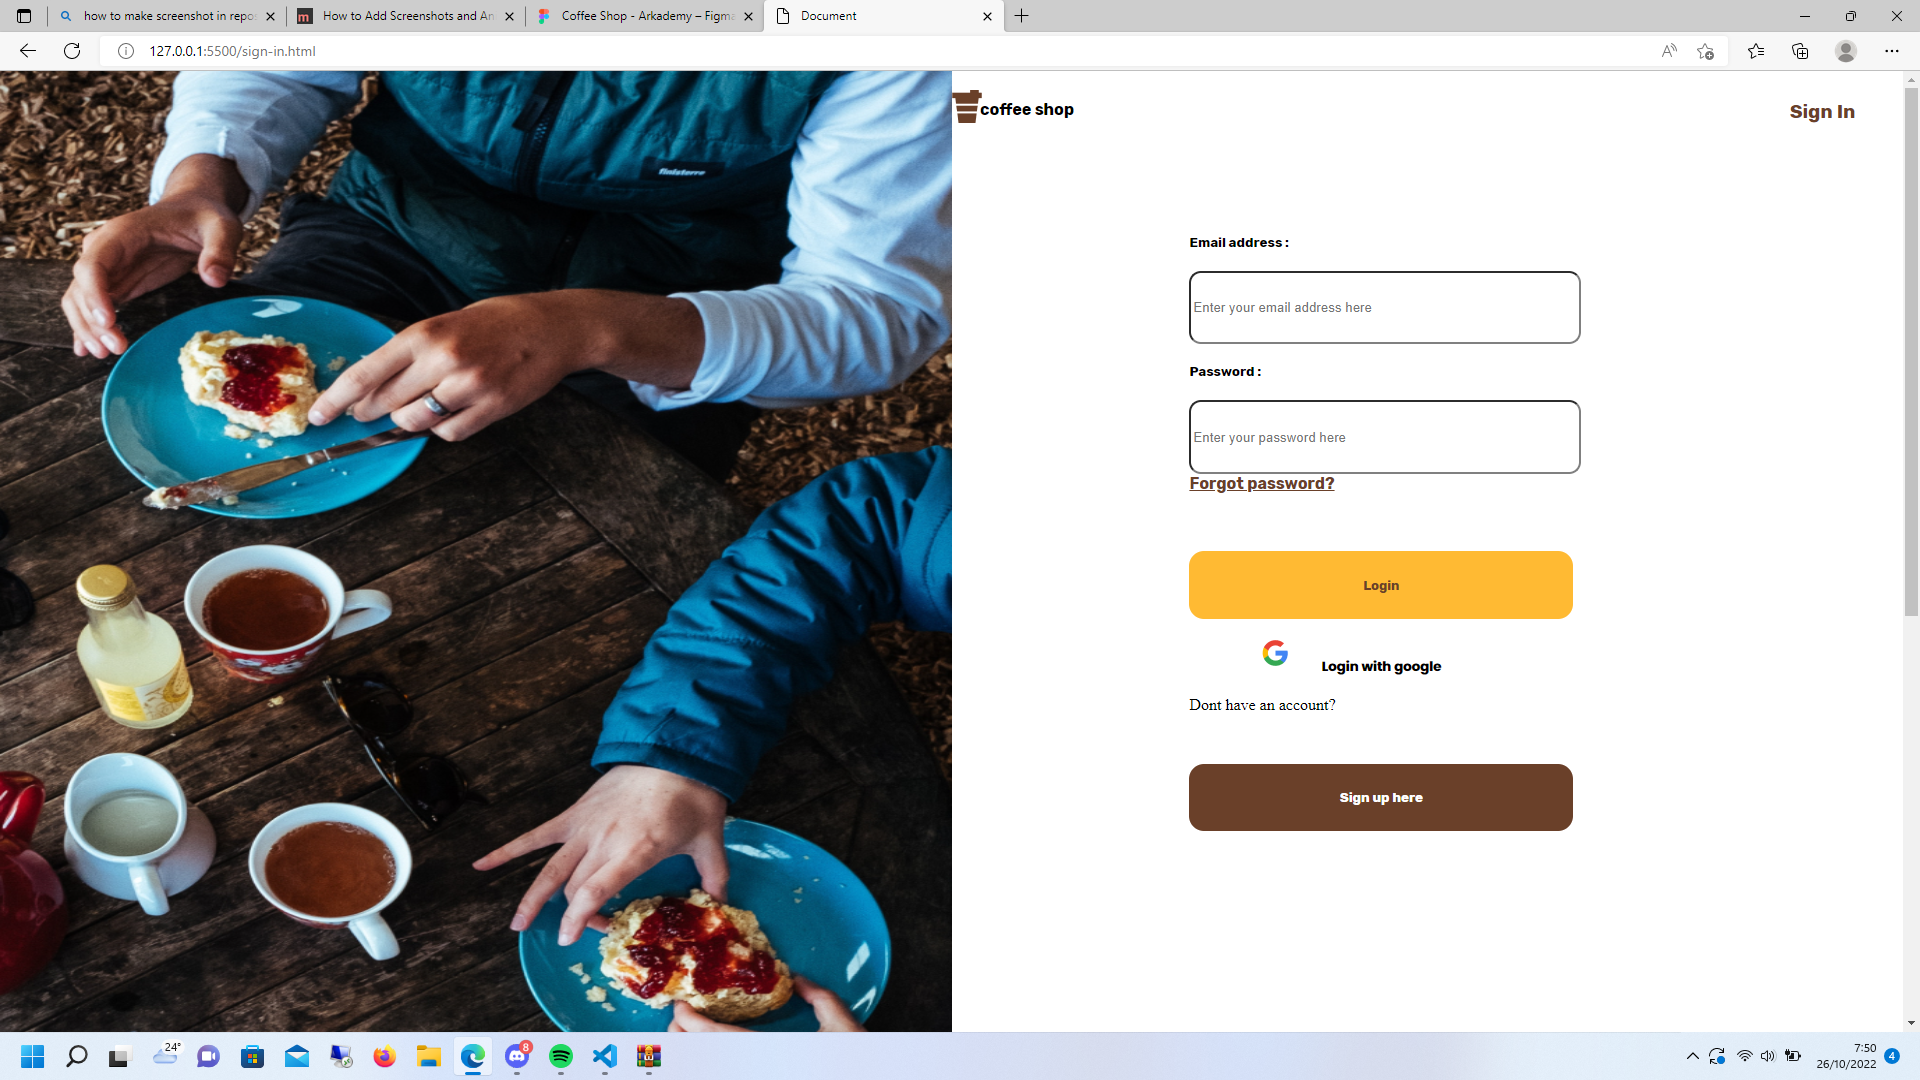 how to make screenshot in repos
How to Add Screenshots and An
Coffee Shop - Arkademy – Figma
Document
127.0.0.1:5500/sign-in.html
finisterre
coffee shop
Sign In
Email address :
Enter your email address here
Password :
Enter your password here
Forgot password?
Login
Login with google
Dont have an account?
Sign up here
24°
8
7:50
26/10/2022
4